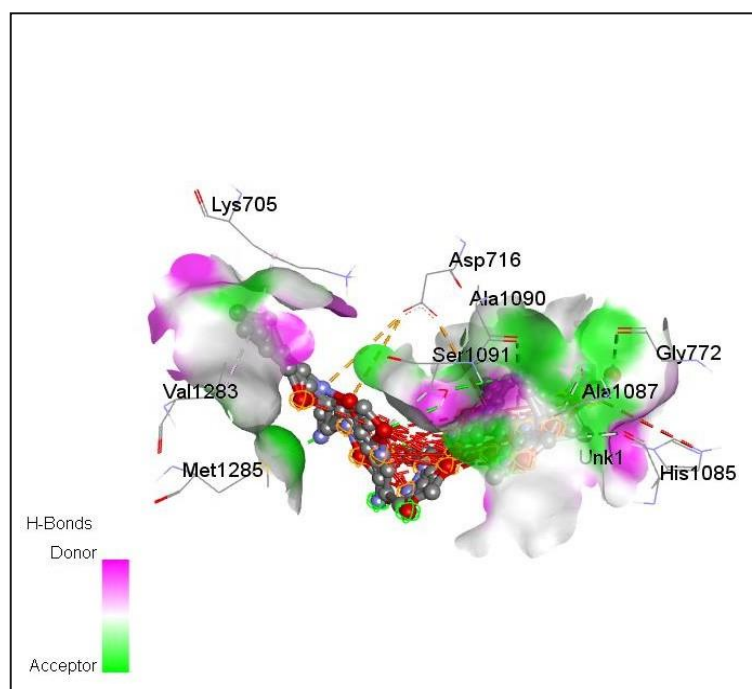 Lys705
Asp716
Ala1090
Ser1091
Gly772
Val1283
Ala1087
Met1285
Unk1
His1085
H-Bonds
Donor
Acceptor